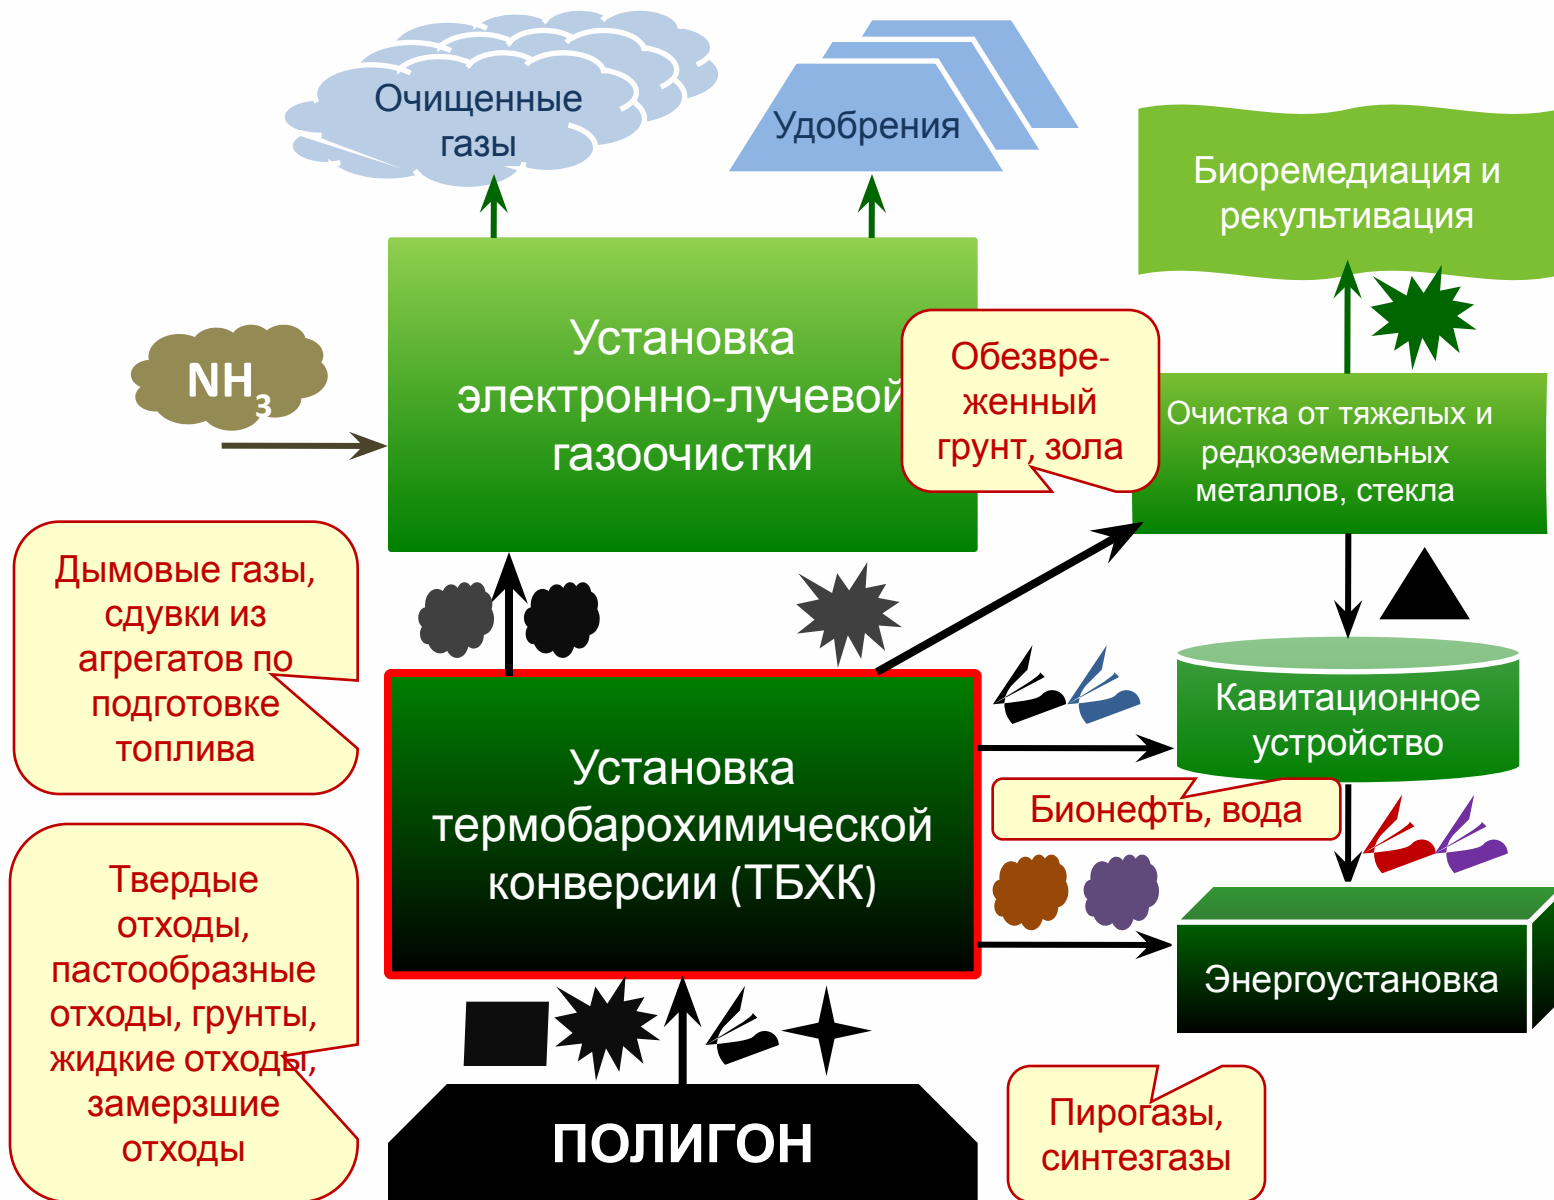 Очищенные
газы
Удобрения
Биоремедиация и
рекультивация
NH3
Установка
электронно-лучевой
газоочистки
Обезвре-
женный
грунт, зола
Очистка от тяжелых и
редкоземельных
металлов, стекла
Дымовые газы,
сдувки из
агрегатов по
подготовке
топлива
Кавитационное
устройство
Установка
термобарохимической
конверсии (ТБХК)
Бионефть, вода
Твердые
отходы,
пастообразные
отходы, грунты,
жидкие отходы,
замерзшие
отходы
Энергоустановка
ПОЛИГОН
Пирогазы,
синтезгазы